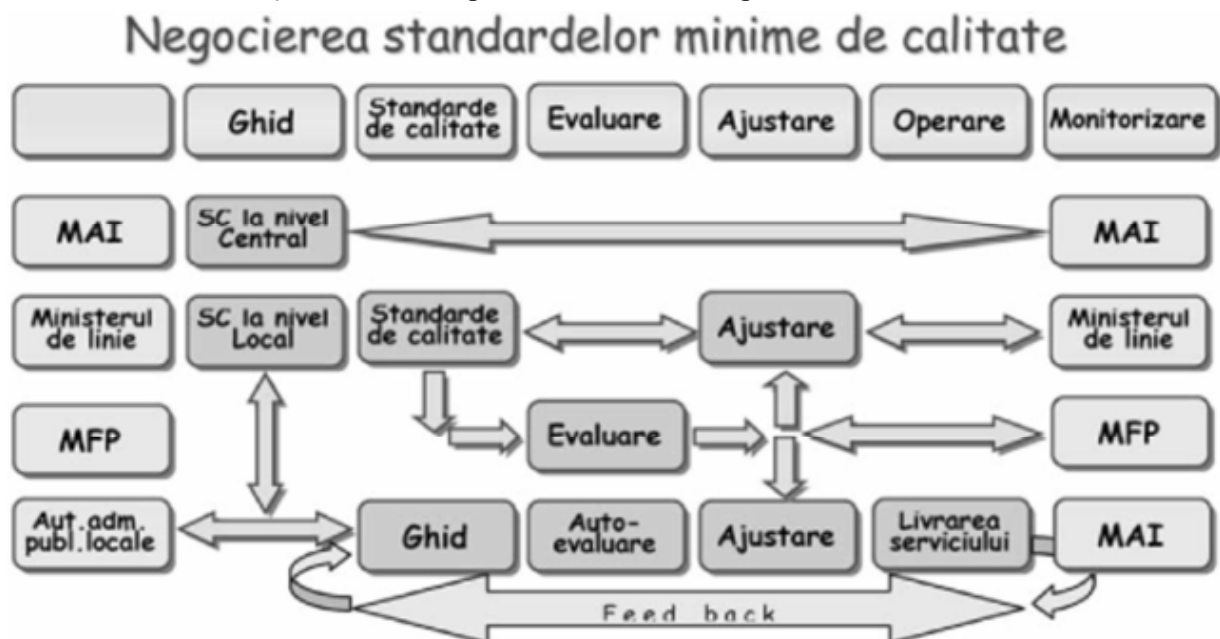 Negocierea standardelor minime de calitate
Ghid
Standarde
de calitate
Evaluare
Ajustare
Operare
Monitorizare
MAI
SC la nivel
Central
MAI
Ministerul
de linie
SC la nivel
Local
Standarde
de calitate
Ajustare
Ministerul
de linie
MFP
Evaluare
MFP
Aut.adm.
publ.locale
Ghid
Auto-
evaluare
Ajustare
Livrarea
serviciului
MAI
Feed back